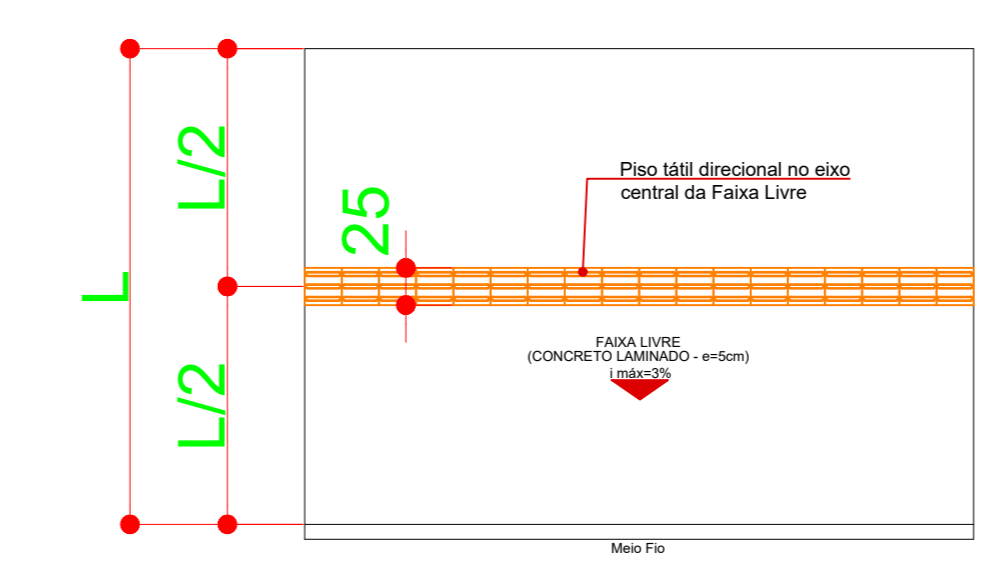 L/2
25
Piso tátil direcional no eixo
central da Faixa Livre
L
L/2
FAIXA LIVRE
(CONCRETO LAMINADO - e=5cm)
i máx=3%
Meio Fio